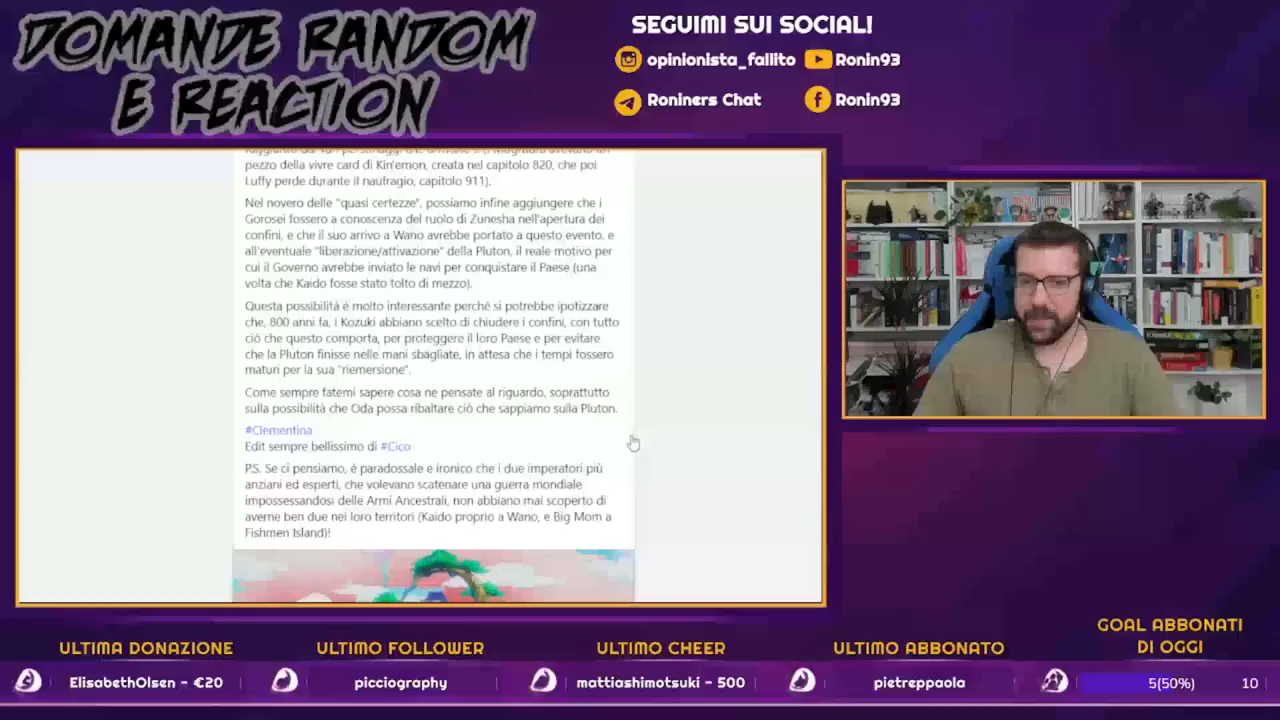 DOMANDE RANDOM
E REACTION
SEGUIMI SUI SOCIAL!
opinionista_fallito
Ronin93
Roniners Chat
Ronin93
pezzo della vivre card di Kin'emon, creata nel capitolo 820, che poi
Luffy perde durante il naufragio, capitolo 911).
Nel novero delle "quasi certezze", possiamo infine aggiungere che i
Gorosei fossero a conoscenza del ruolo di Zunesha nell'apertura dei
confini, e che il suo arrivo a Wano avrebbe portato a questo evento, e
all'eventuale "liberazione/attivazione" della Pluton, il reale motivo per
cui il Governo avrebbe inviato le navi per conquistare il Paese (una
volta che Kaido fosse stato tolto di mezzo).
Questa possibilità è molto interessante perché si potrebbe ipotizzare
che, 800 anni fa, i Kozuki abbiano scelto di chiudere i confini, con tutto
ciò che questo comporta, per proteggere il loro Paese e per evitare
che la Pluton finisse nelle mani sbagliate, in attesa che i tempi fossero
maturi per la sua "riemersione".
Come sempre fatemi sapere cosa ne pensate al riguardo, soprattutto
sulla possibilità che Oda possa ribaltare ciò che sappiamo sulla Pluton.
#Clementina
Edit sempre bellissimo di #Cico
P.S. Se ci pensiamo, è paradossale e ironico che i due imperatori più
anziani ed esperti, che volevano scatenare una guerra mondiale
impossessandosi delle Armi Ancestrali, non abbiano mai scoperto di
averne ben due nei loro territori (Kaido proprio a Wano, e Big Mom a
Fishmen Island)!
GOAL ABBONATI
DI OGGI
ULTIMA DONAZIONE
ULTIMO FOLLOWER
ULTIMO CHEER
ULTIMO ABBONATO
ElisabethOlsen - €20
picciography
mattiashimotsuki - 500
pietreppaola
5(50%)
10